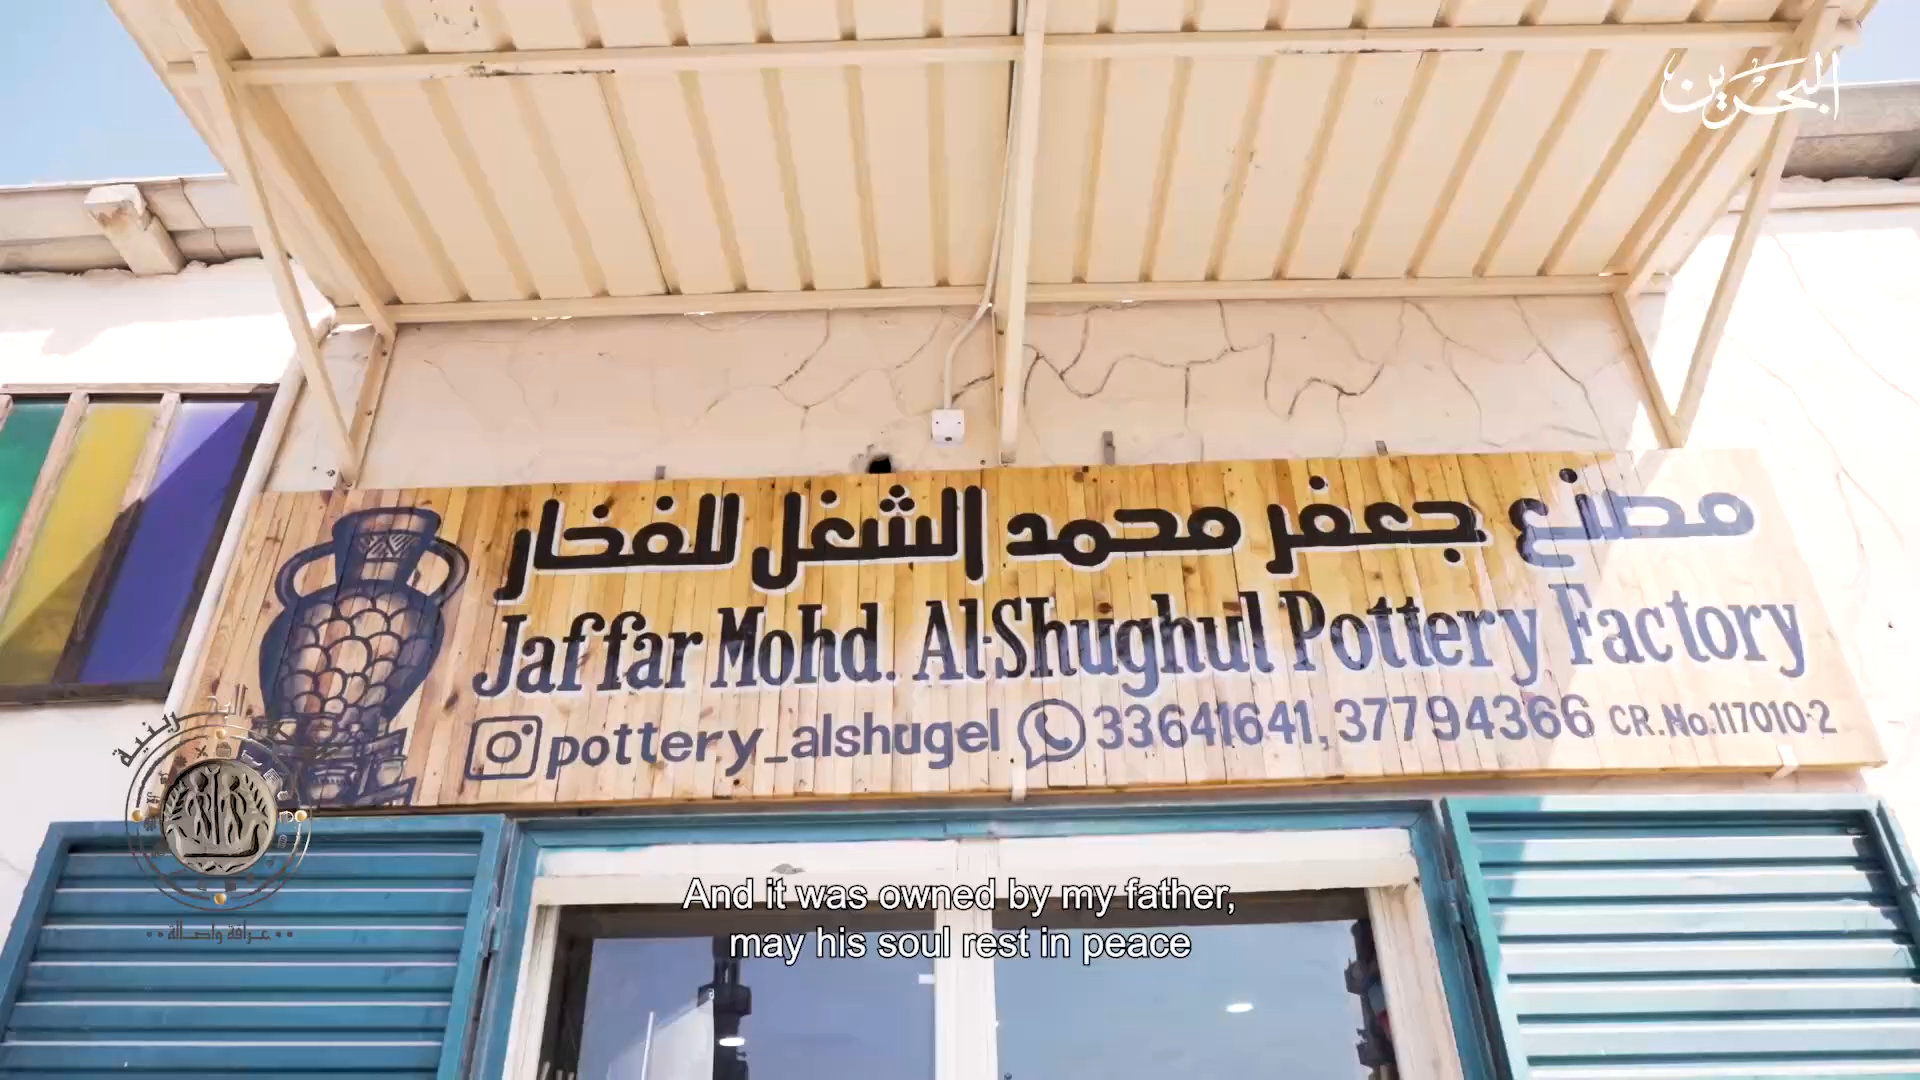 البحرين
مصنع جعفر محمد الشغل للفخار
Jaffar Mohd. Al-Shughul Pottery Factory
pottery_alshugel 33641641, 37794366 CR.No.117010-2
عراقة وأصالة
And it was owned by my father,
may his soul rest in peace